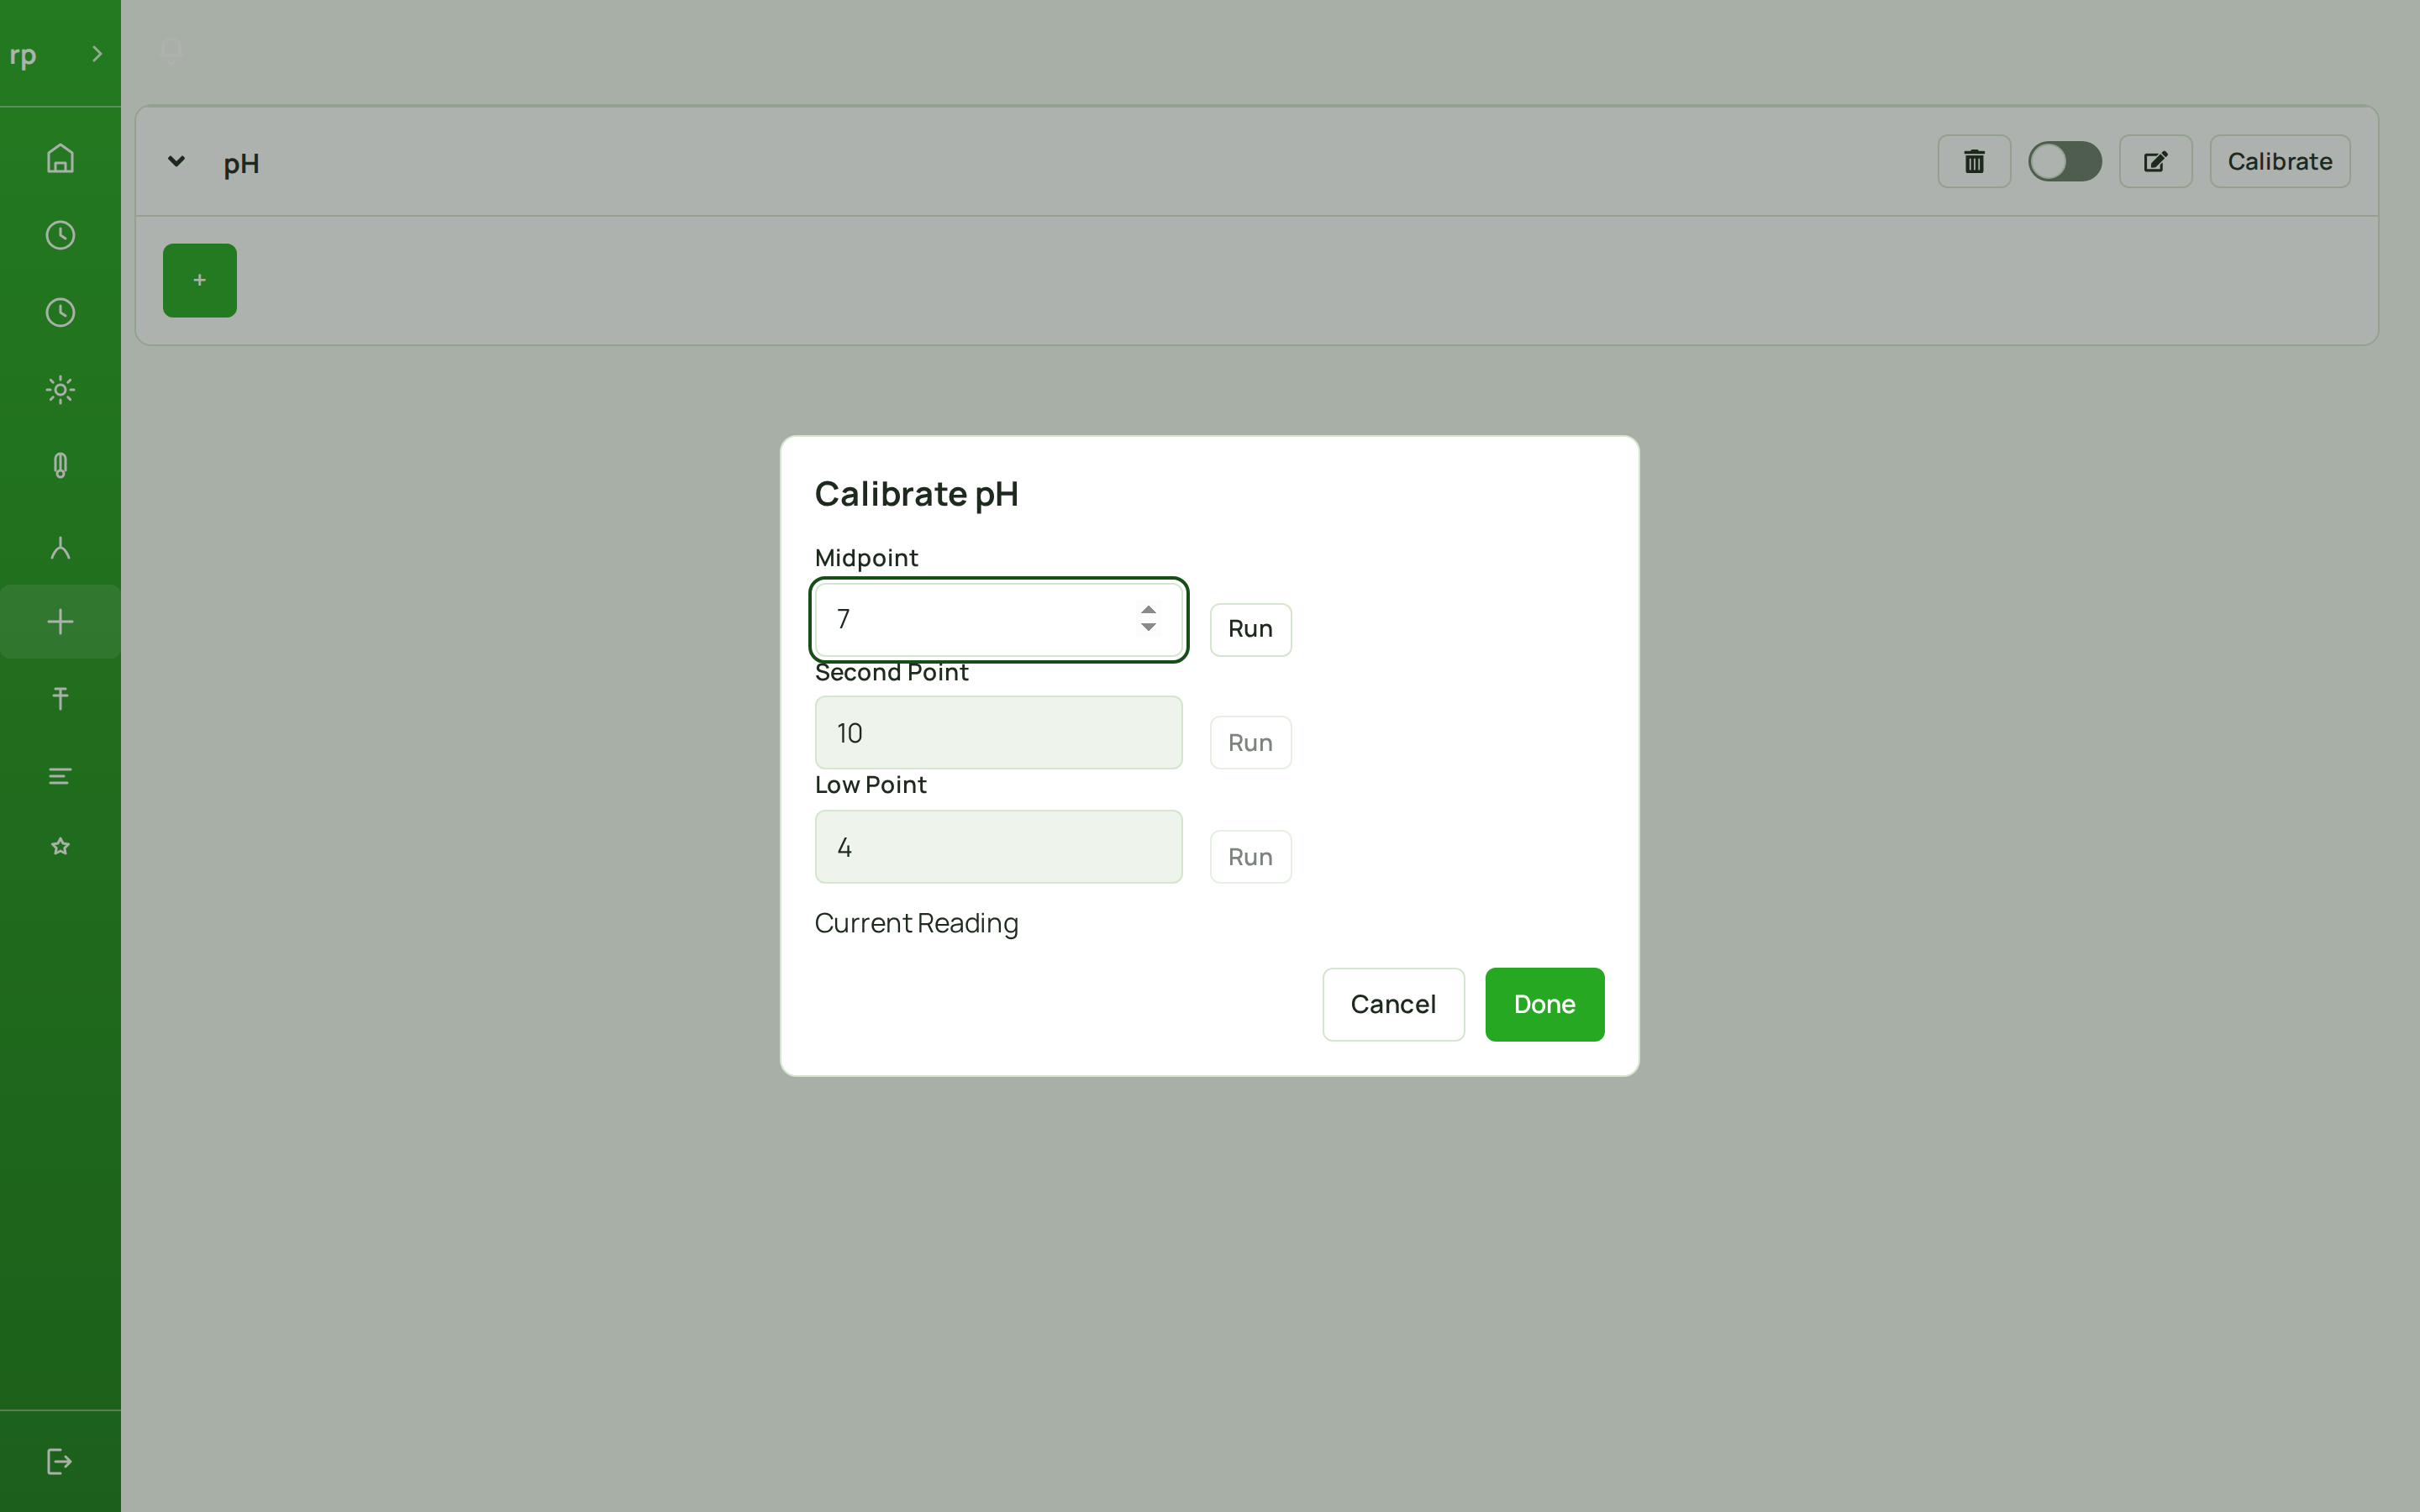 rp
pH
Calibrate
+
Calibrate pH
Midpoint
7
Run
Second Point
10
Run
Low Point
4
Run
Current Reading
Cancel
Done